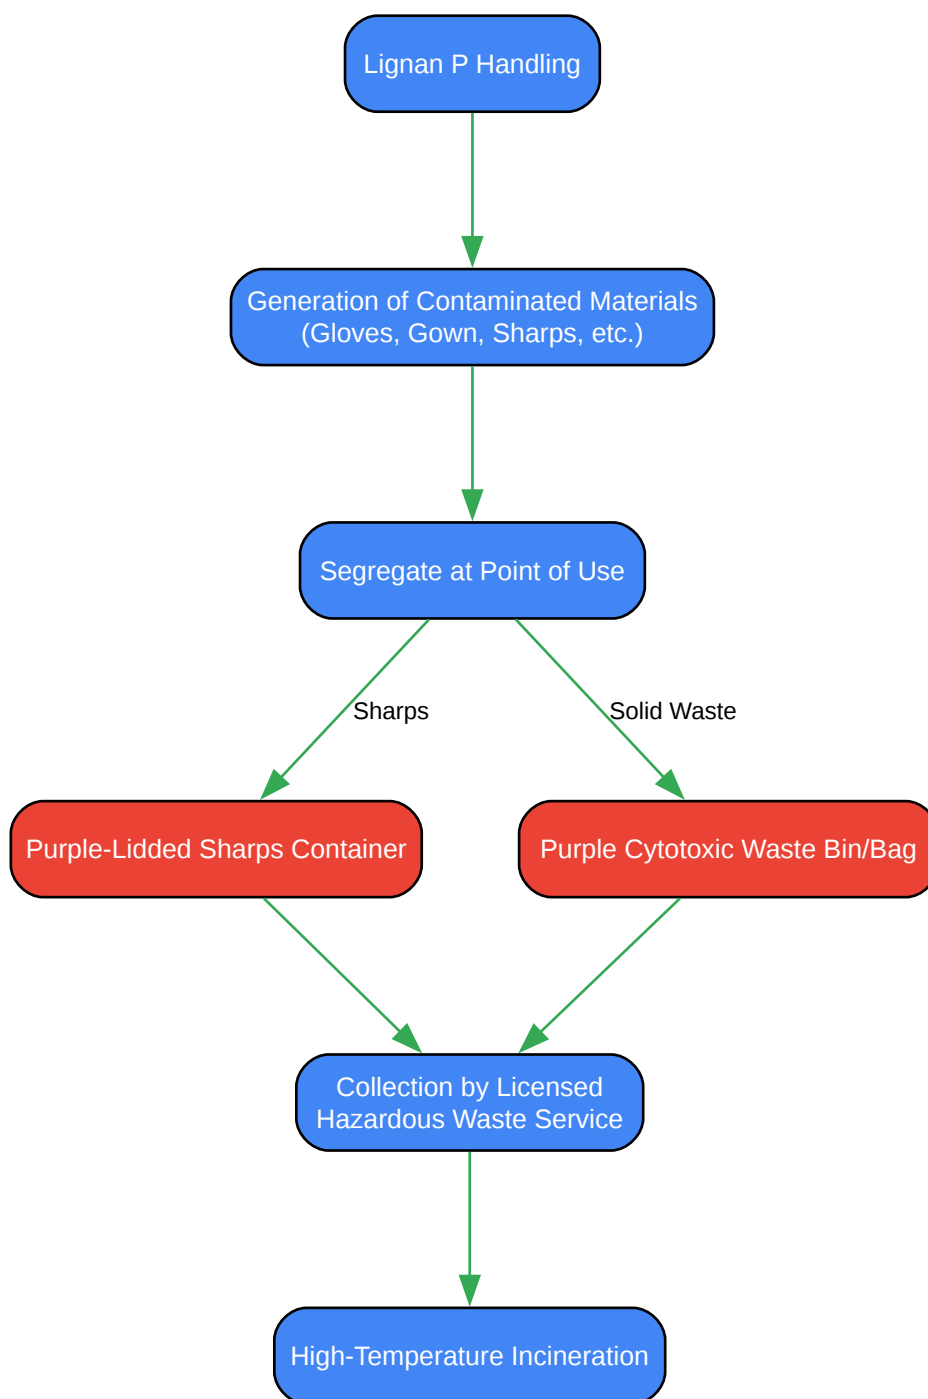 Lignan P Handling
Generation of Contaminated Materials
(Gloves, Gown, Sharps, etc.)
Segregate at Point of Use
Sharps
Solid Waste
Purple-Lidded Sharps Container
Purple Cytotoxic Waste Bin/Bag
Collection by Licensed
Hazardous Waste Service
High-Temperature Incineration